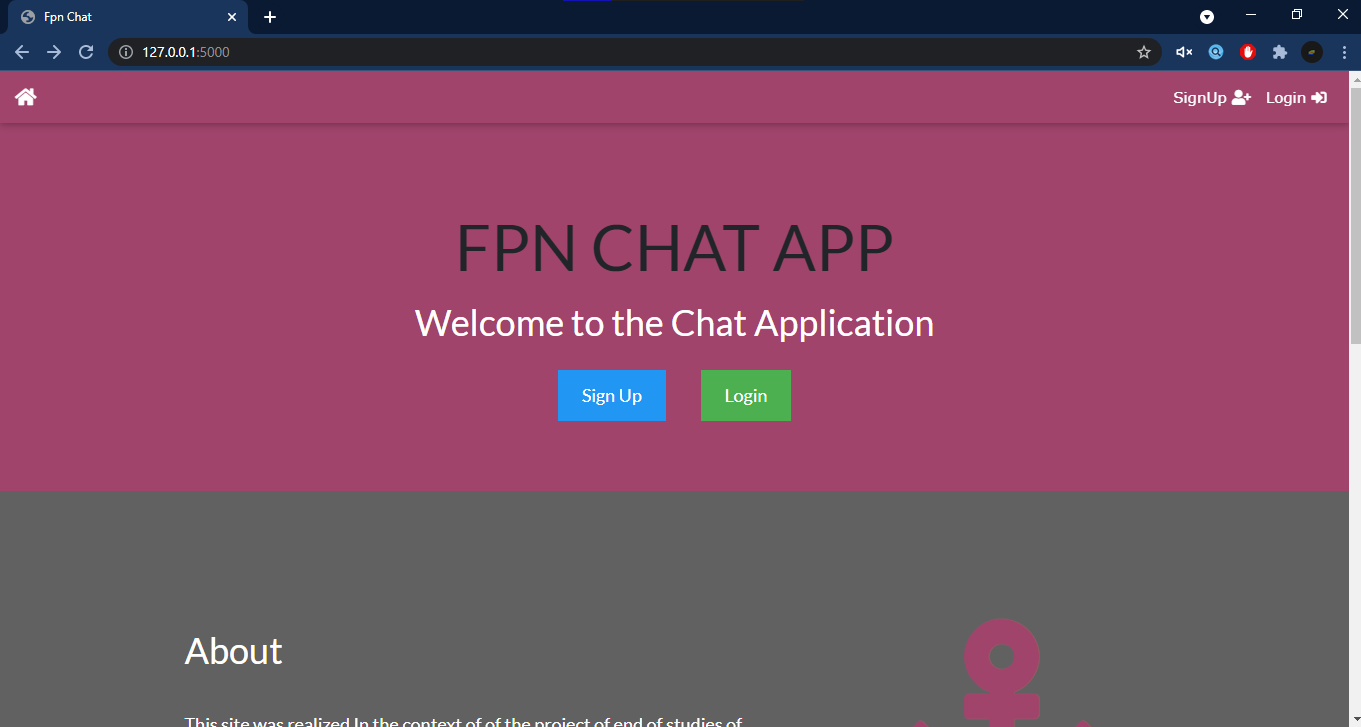 Fpn Chat
127.0.0.1:5000
SignUp Login
FPN CHAT APP
Welcome to the Chat Application
Sign Up Login
About
This site was realized In the context of of the project of end of studies of